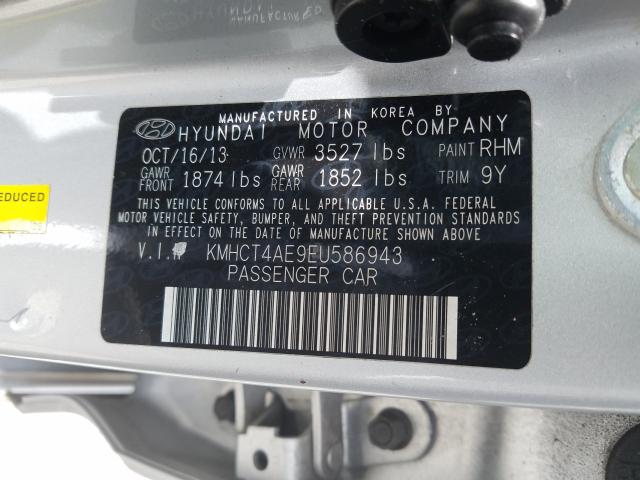 REDUCED
MANUFACTURED IN KOREA BY
HYUNDAI MOTOR COMPANY
OCT/16/13 GVWR 3527 lbs PAINT RHM
GAWR FRONT 1874 lbs GAWR REAR 1852 lbs TRIM 9Y
THIS VEHICLE CONFORMS TO ALL APPLICABLE U.S.A. FEDERAL
MOTOR VEHICLE SAFETY, BUMPER, AND THEFT PREVENTION STANDARDS
IN EFFECT ON THE DATE OF MANUFACTURE SHOWN ABOVE
V.I.N KMHCT4AE9EU586943
PASSENGER CAR